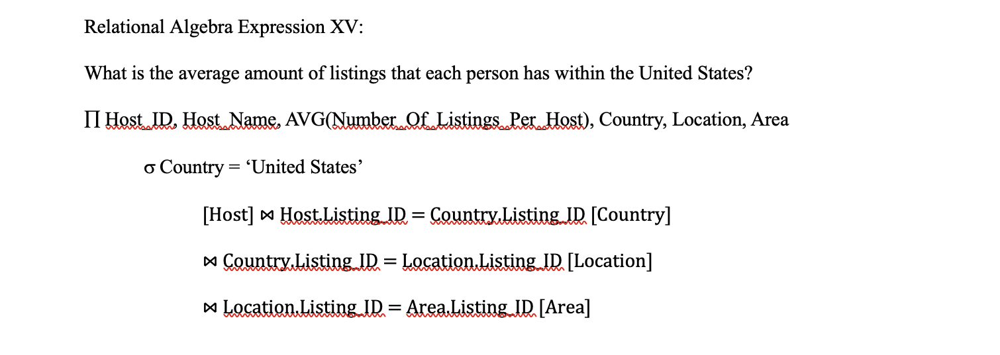 Relational Algebra Expression XV:
What is the average amount of listings that each person has within the United States?
∏ Host_ID, Host_Name, AVG(Number_Of_Listings_Per_Host), Country, Location, Area
σ Country = ‘United States’
[Host] ⋈ Host.Listing_ID = Country.Listing_ID [Country]
⋈ Country.Listing_ID = Location.Listing_ID [Location]
⋈ Location.Listing_ID = Area.Listing_ID [Area]